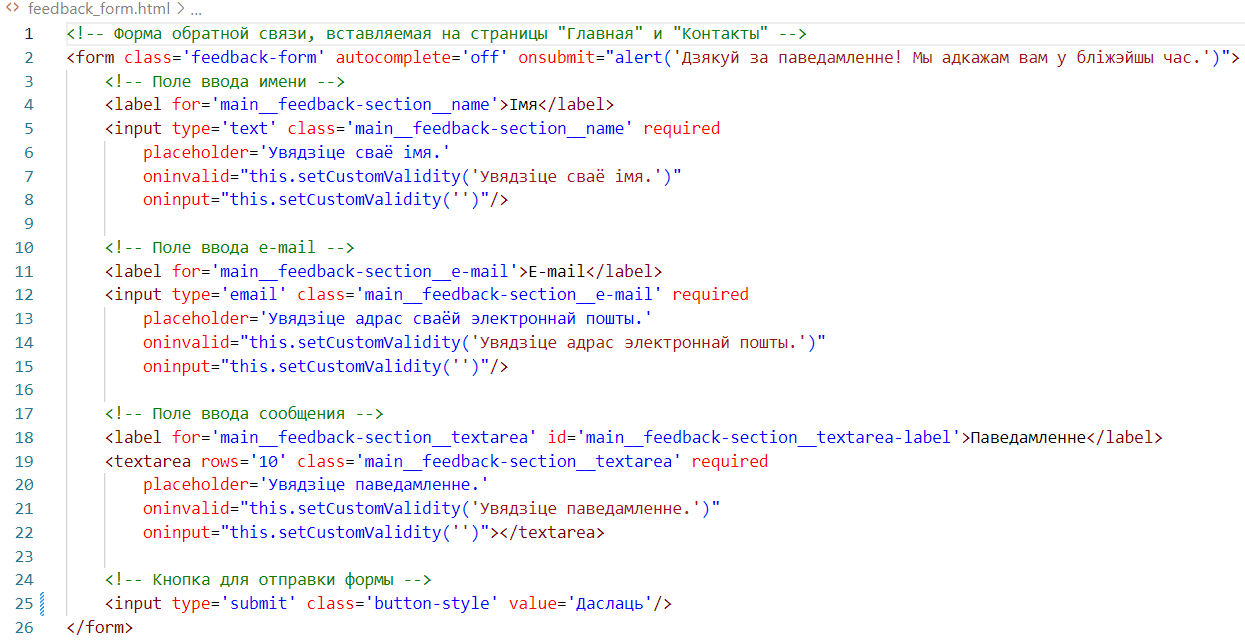 feedback_form.html > ...
1 <!-- Форма обратной связи, вставляемая на страницы "Главная" и "Контакты" -->
2 <form class='feedback-form' autocomplete='off' onsubmit="alert('Дзякуй за паведамленне! Мы адкажам вам у бліжэйшы час.')">
3 <!-- Поле ввода имени -->
4 <label for='main__feedback-section__name'>Імя</label>
5 <input type='text' class='main__feedback-section__name' required
6 placeholder='Увядзіце сваё імя.'
7 oninvalid="this.setCustomValidity('Увядзіце сваё імя.')"
8 oninput="this.setCustomValidity('')"/>
9
10 <!-- Поле ввода e-mail -->
11 <label for='main__feedback-section__e-mail'>E-mail</label>
12 <input type='email' class='main__feedback-section__e-mail' required
13 placeholder='Увядзіце адрас сваёй электроннай пошты.'
14 oninvalid="this.setCustomValidity('Увядзіце адрас электроннай пошты.')"
15 oninput="this.setCustomValidity('')"/>
16
17 <!-- Поле ввода сообщения -->
18 <label for='main__feedback-section__textarea' id='main__feedback-section__textarea-label'>Паведамленне</label>
19 <textarea rows='10' class='main__feedback-section__textarea' required
20 placeholder='Увядзіце паведамленне.'
21 oninvalid="this.setCustomValidity('Увядзіце паведамленне.')"
22 oninput="this.setCustomValidity('')"></textarea>
23
24 <!-- Кнопка для отправки формы -->
25 <input type='submit' class='button-style' value='Даслаць'/>
26 </form>